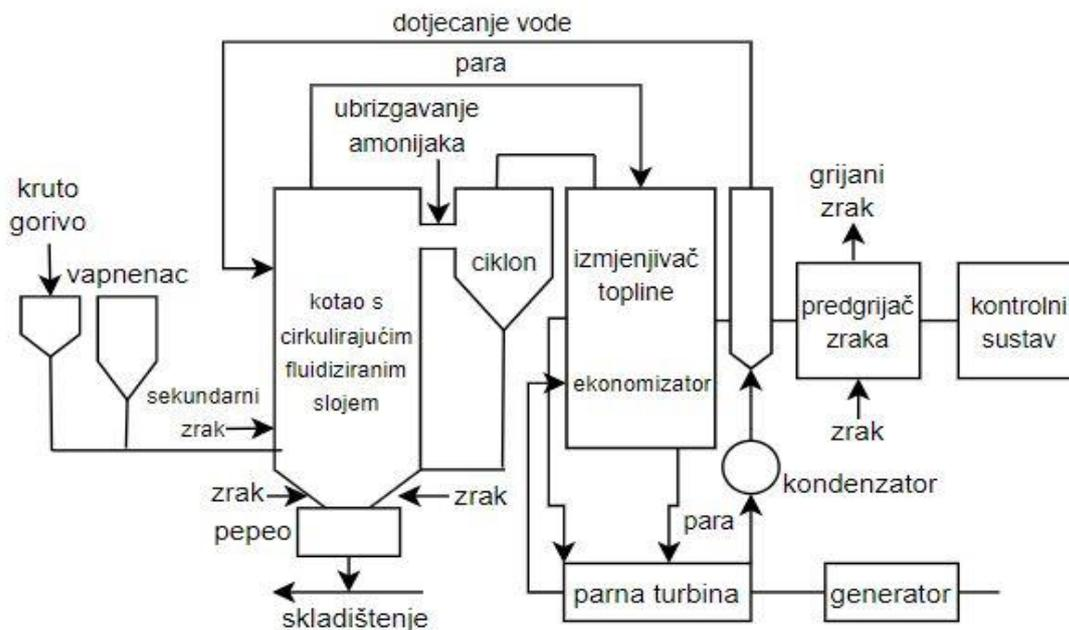 dotjecanje vode
para
ubrizgavanje
amonijaka
kruto
gorivo
vapnenac
grijani
zrak
ciklon
izmjenjivač
topline
ekonomizator
kotao s
cirkulirajućim
fluidiziranim
slojem
predgrijač
zraka
kontrolni
sustav
sekundarni
zrak
zrak
zrak
zrak
kondenzator
pepeo
para
skladištenje
parna turbina
generator